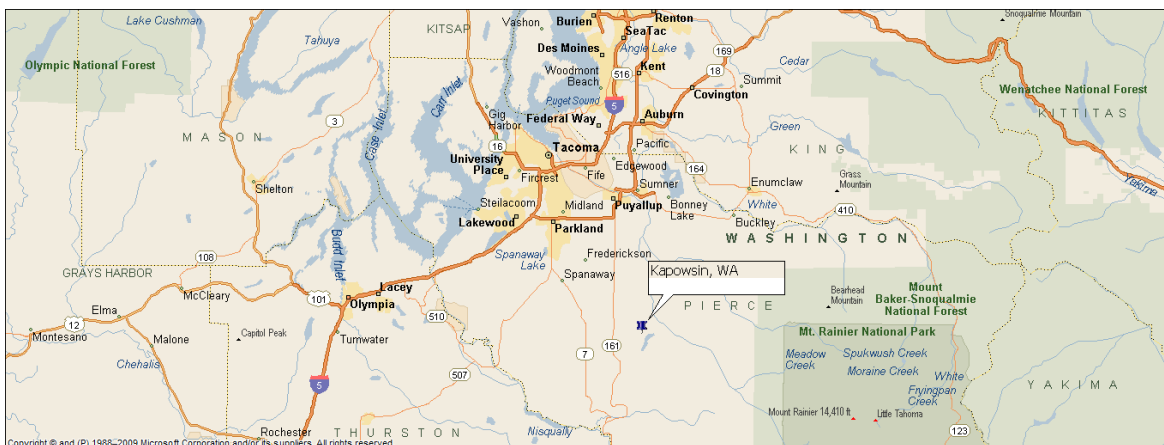 Lake Cushman
Tahuya
KITSAP
Vashon
Burien
Renton
SeaTac
Snoqualmie Mountain
Des Moines
Angle Lake
169
Olympic National Forest
516
Kent
18
Cedar
Woodmont
Beach
Summit
Covington
Wenatchee National Forest
KITTITAS
Carr Inlet
Puget Sound
5
Gig
Harbor
Federal Way
Auburn
Green
3
MASON
Case Inlet
16
Tacoma
Pacific
KING
University
Place
Edgewood
164
Fircrest
Fife
Sumner
Enumclaw
Grass
Mountain
Yakima
Shelton
Steilacoom
Midland
Puyallup
Bonney
Lake
White
410
Lakewood
Parkland
Buckley
WASHINGTON
Budd Inlet
108
Spanaway
Lake
Frederickson
GRAYS HARBOR
Spanaway
Kapowsin, WA
McCleary
101
Lacey
Olympia
PIERCE
Bearhead
Mountain
Mount
Baker-Snoqualmie
National Forest
Elma
12
510
Montesano
Malone
Capitol Peak
Tumwater
Mt. Rainier National Park
Chehalis
7
161
Meadow
Creek
Spukwush Creek
Moraine Creek
White
Fryingpan
Creek
YAKIMA
5
507
Mount Rainier 14,410 ft
Little Tahoma
THURSTON
Nisqually
123
Rochester
Copyright © and (P) 1988–2009 Microsoft Corporation and/or its suppliers. All rights reserved.